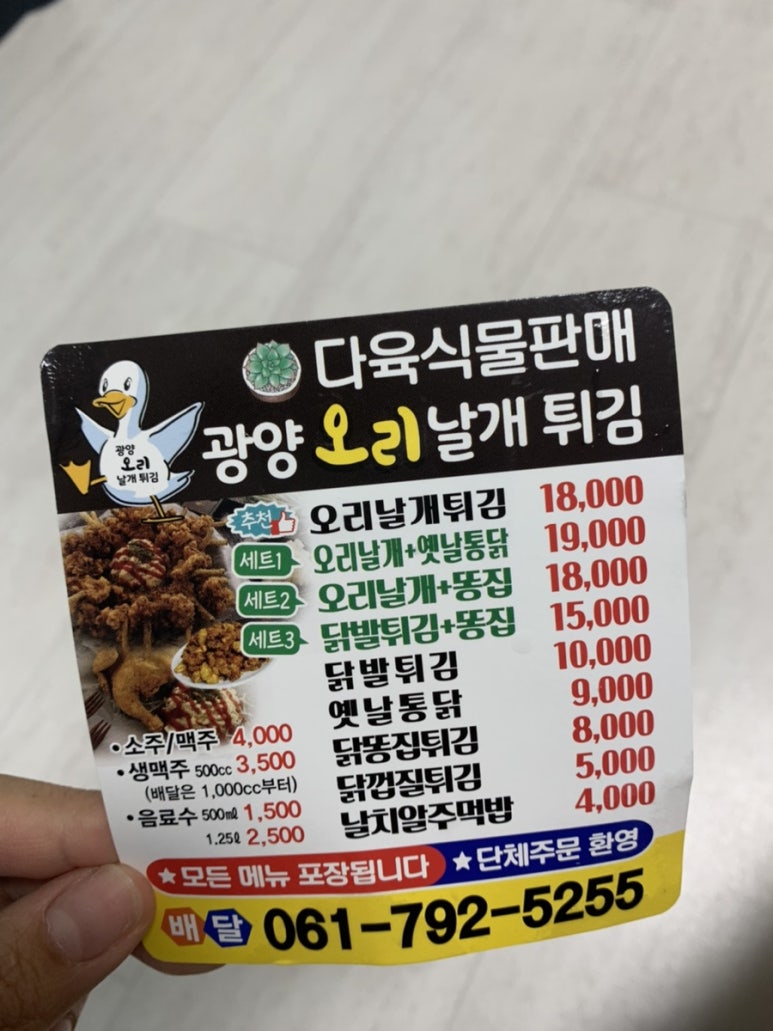 다육식물판매
광양 오리 날개 튀김
광양
오리
날개 튀김
추천 오리날개튀김 18,000
세트1 오리날개+옛날통닭 19,000
세트2 오리날개+똥집 18,000
세트3 닭발튀김+똥집 15,000
닭발튀김 10,000
옛날통닭 9,000
닭똥집튀김 8,000
닭껍질튀김 5,000
날치알주먹밥 4,000
•소주/맥주 4,000
•생맥주 500cc 3,500
(배달은 1,000cc부터)
•음료수 500㎖ 1,500
1.25ℓ 2,500
★모든 메뉴 포장됩니다 ★단체주문 환영
배달 061-792-5255